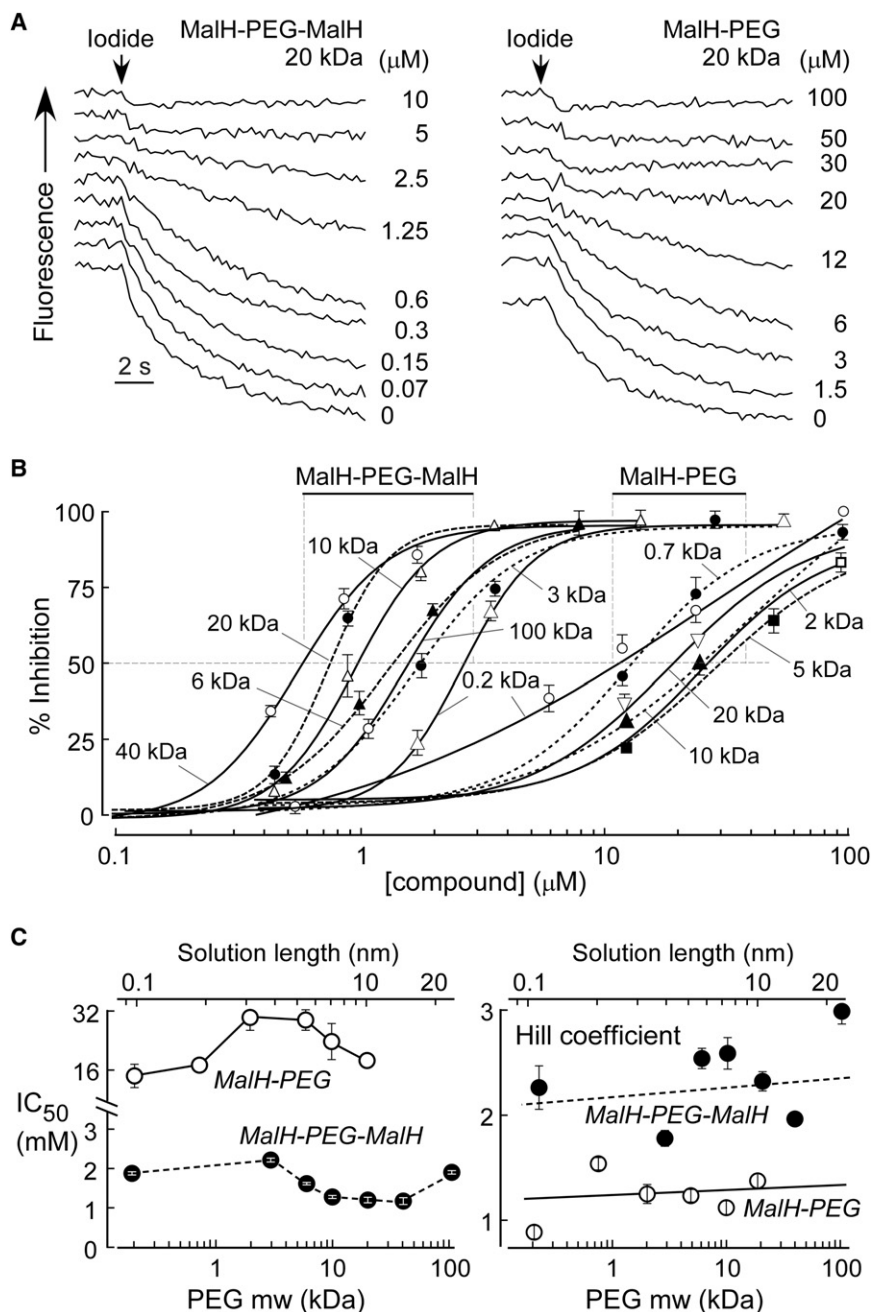 A
Iodide
MalH-PEG-MalH
20 kDa
(μM)
Fluorescence
10
5
2.5
1.25
0.6
0.3
0.15
0.07
0
2 s
Iodide
MalH-PEG
20 kDa
(μM)
100
50
30
20
12
6
3
1.5
0
B
MalH-PEG-MalH
MalH-PEG
% Inhibition
100
75
50
25
0
10 kDa
20 kDa
6 kDa
40 kDa
3 kDa
100 kDa
0.2 kDa
0.7 kDa
2 kDa
5 kDa
20 kDa
10 kDa
0.1
1
10
100
[compound] (μM)
C
Solution length (nm)
0.1
1
10
20
32
16
IC50
(mM)
2
1
0
MalH-PEG
MalH-PEG-MalH
1
10
100
PEG mw (kDa)
Solution length (nm)
0.1
1
10
20
3
2
1
Hill coefficient
MalH-PEG-MalH
MalH-PEG
1
10
100
PEG mw (kDa)